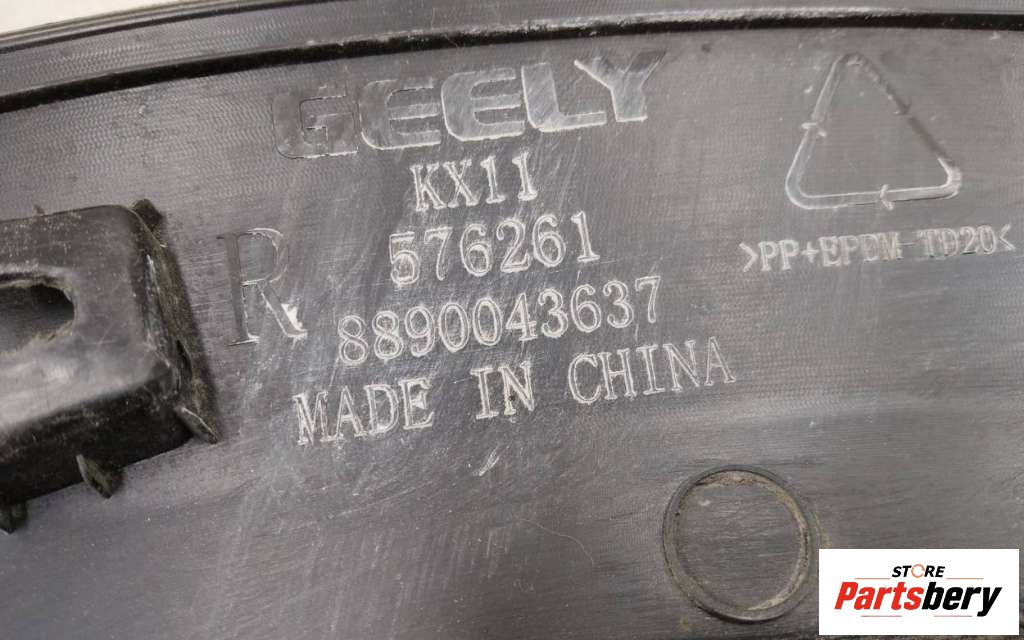 GEELY
KX11
R
576261
8890043637
MADE IN CHINA
>PP+EPDM-TD20<
STORE
Partsbery